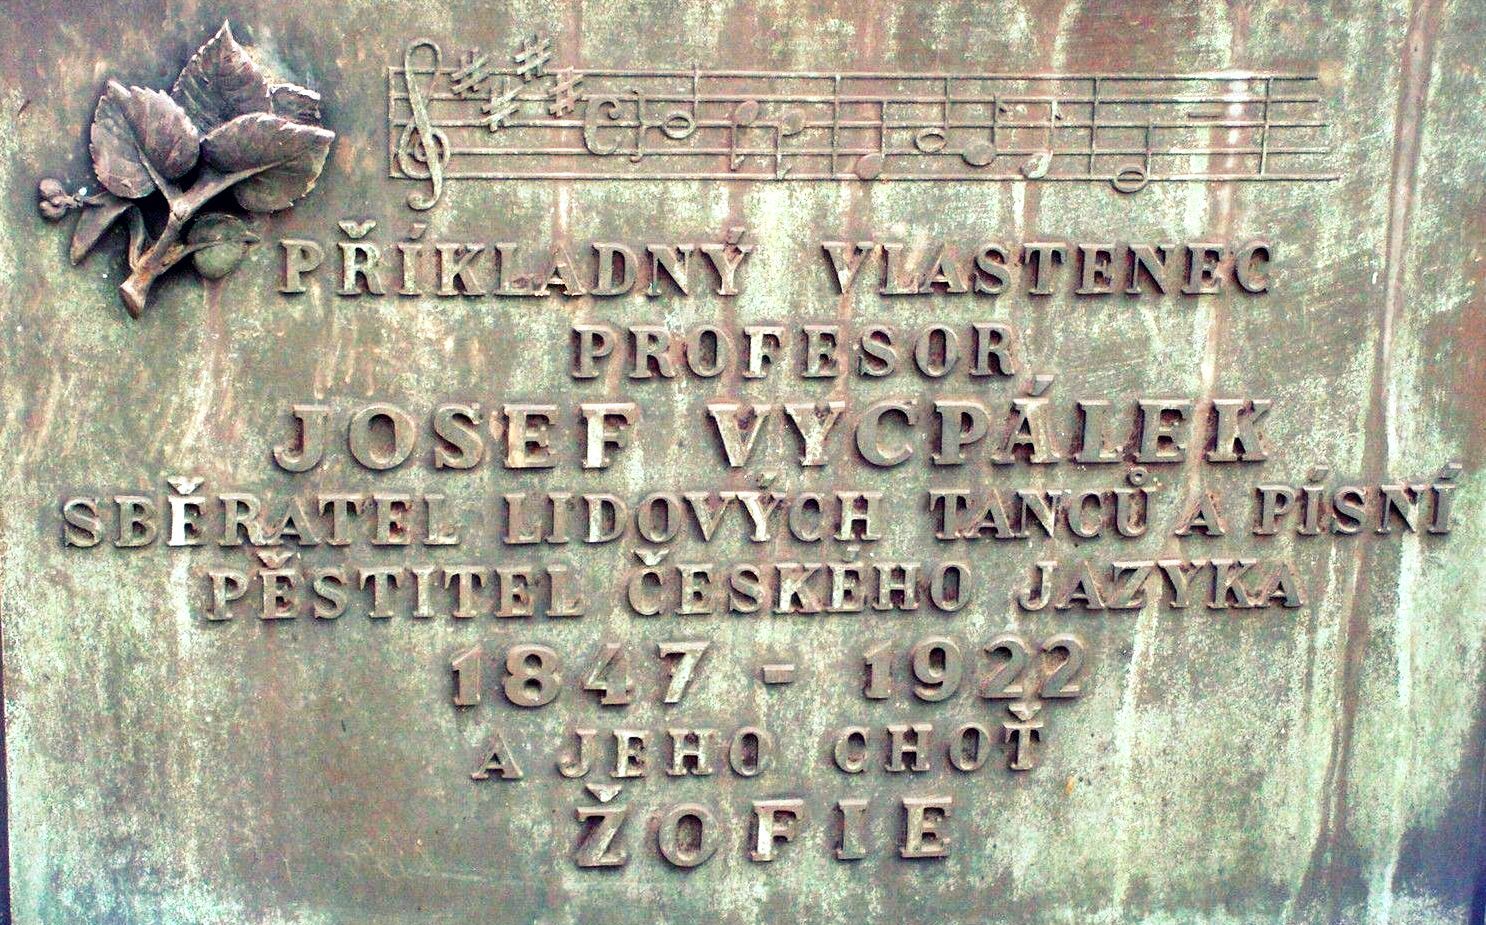 PŘÍKLADNÝ VLASTENEC
PROFESOR
JOSEF VYCPÁLEK
SBĚRATEL LIDOVÝCH TANCŮ A PÍSNÍ
PĚSTITEL ČESKÉHO JAZYKA
1847 - 1922
A JEHO CHOŤ
ŽOFIE